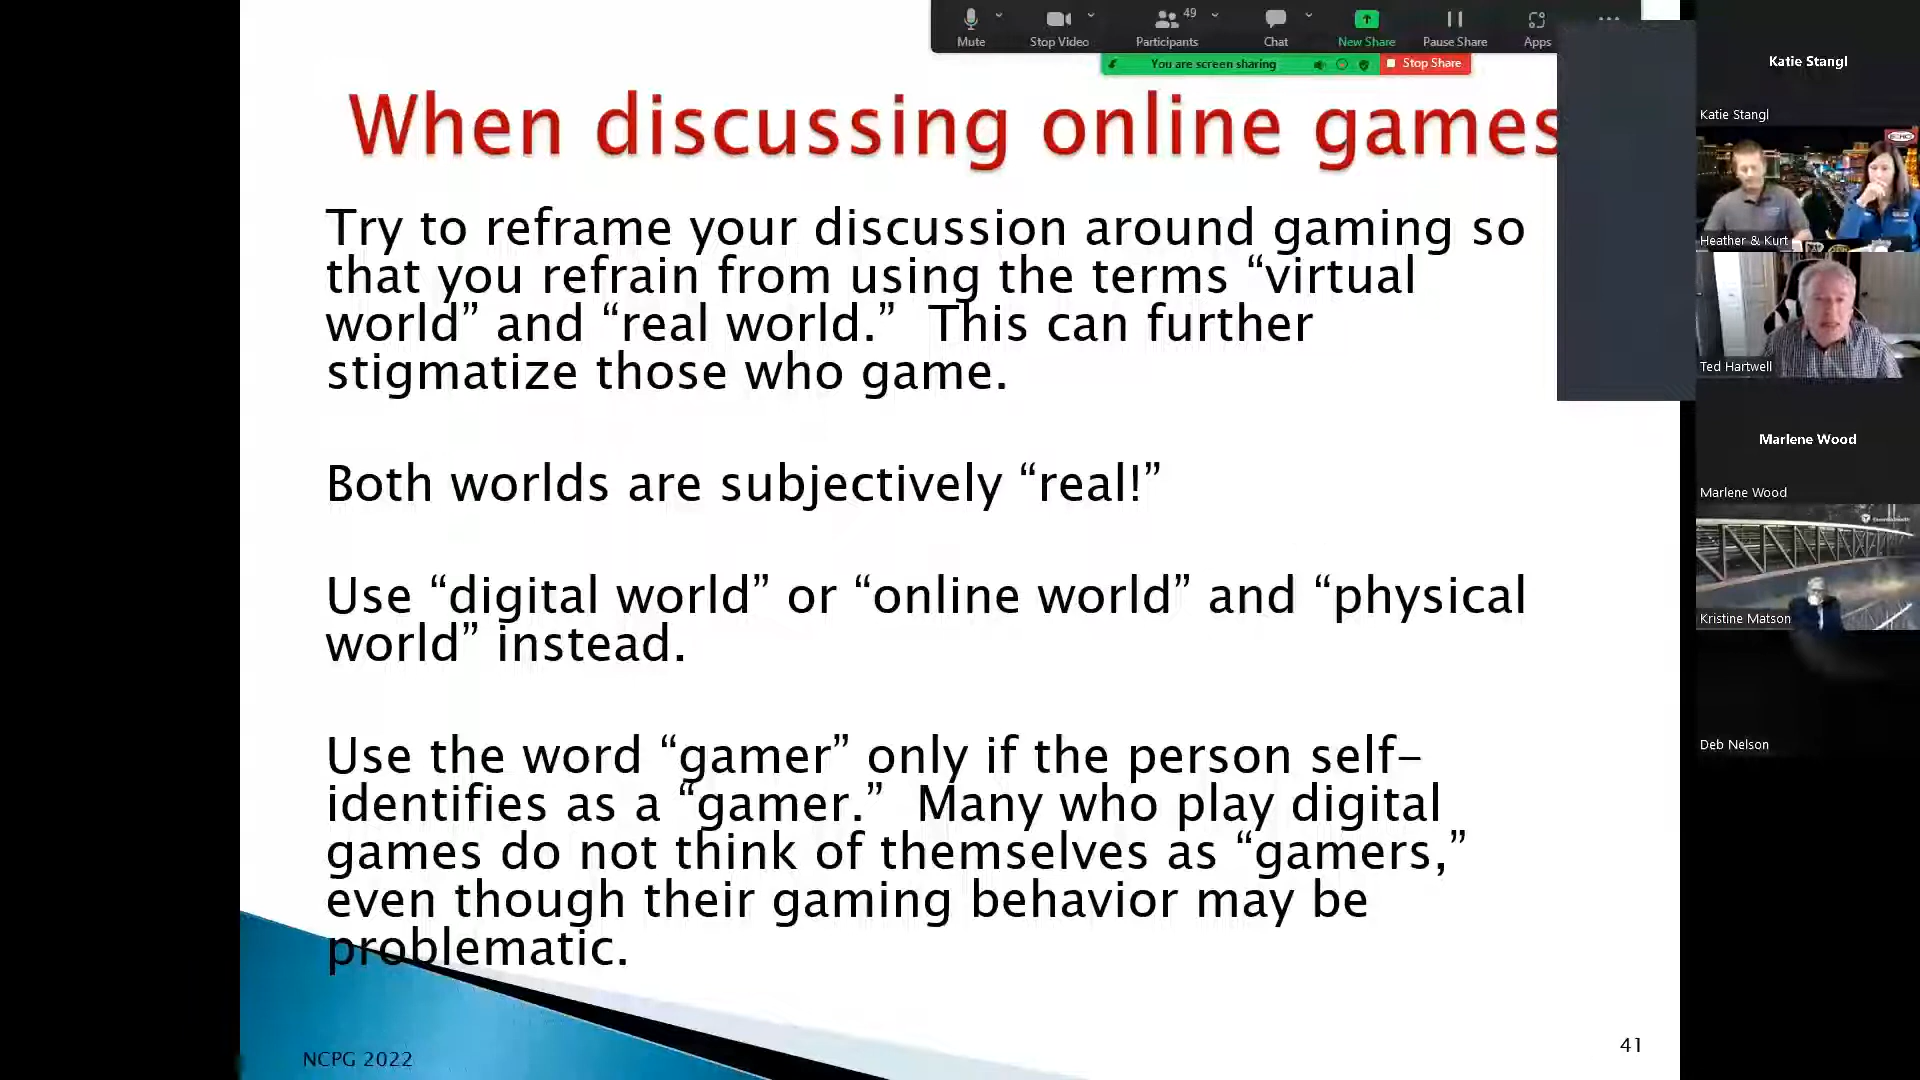 49
Mute
Stop Video
Participants
Chat
New Share
Pause Share
Apps
You are screen sharing
Stop Share
When discussing online games
Try to reframe your discussion around gaming so
that you refrain from using the terms “virtual
world” and “real world.”  This can further
stigmatize those who game.
Both worlds are subjectively “real!”
Use “digital world” or “online world” and “physical
world” instead.
Use the word “gamer” only if the person self-
identifies as a “gamer.”  Many who play digital
games do not think of themselves as “gamers,”
even though their gaming behavior may be
problematic.
NCPG 2022
41
Katie Stangl
Katie Stangl
Heather & Kurt
Ted Hartwell
Marlene Wood
Marlene Wood
Kristine Matson
Deb Nelson